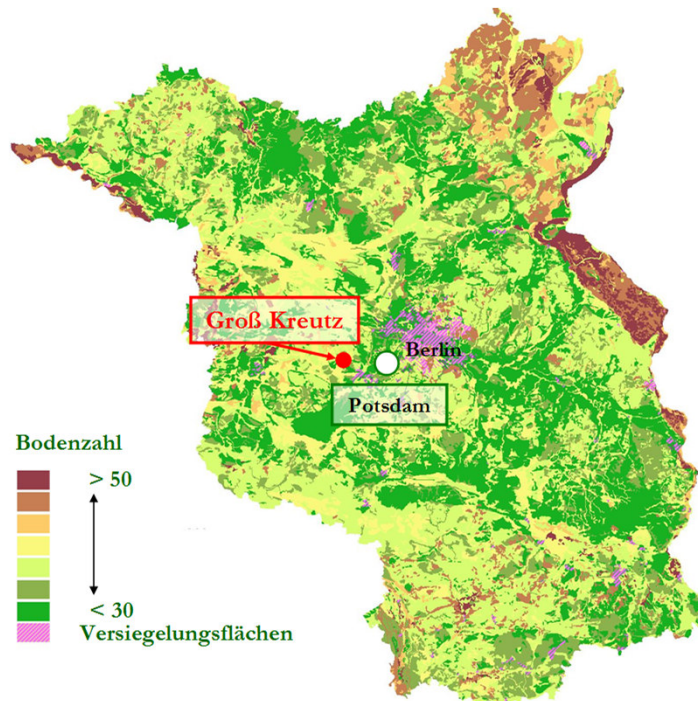 Groß Kreutz
Berlin
Potsdam
Bodenzahl
> 50
< 30
Versiegelungsflächen